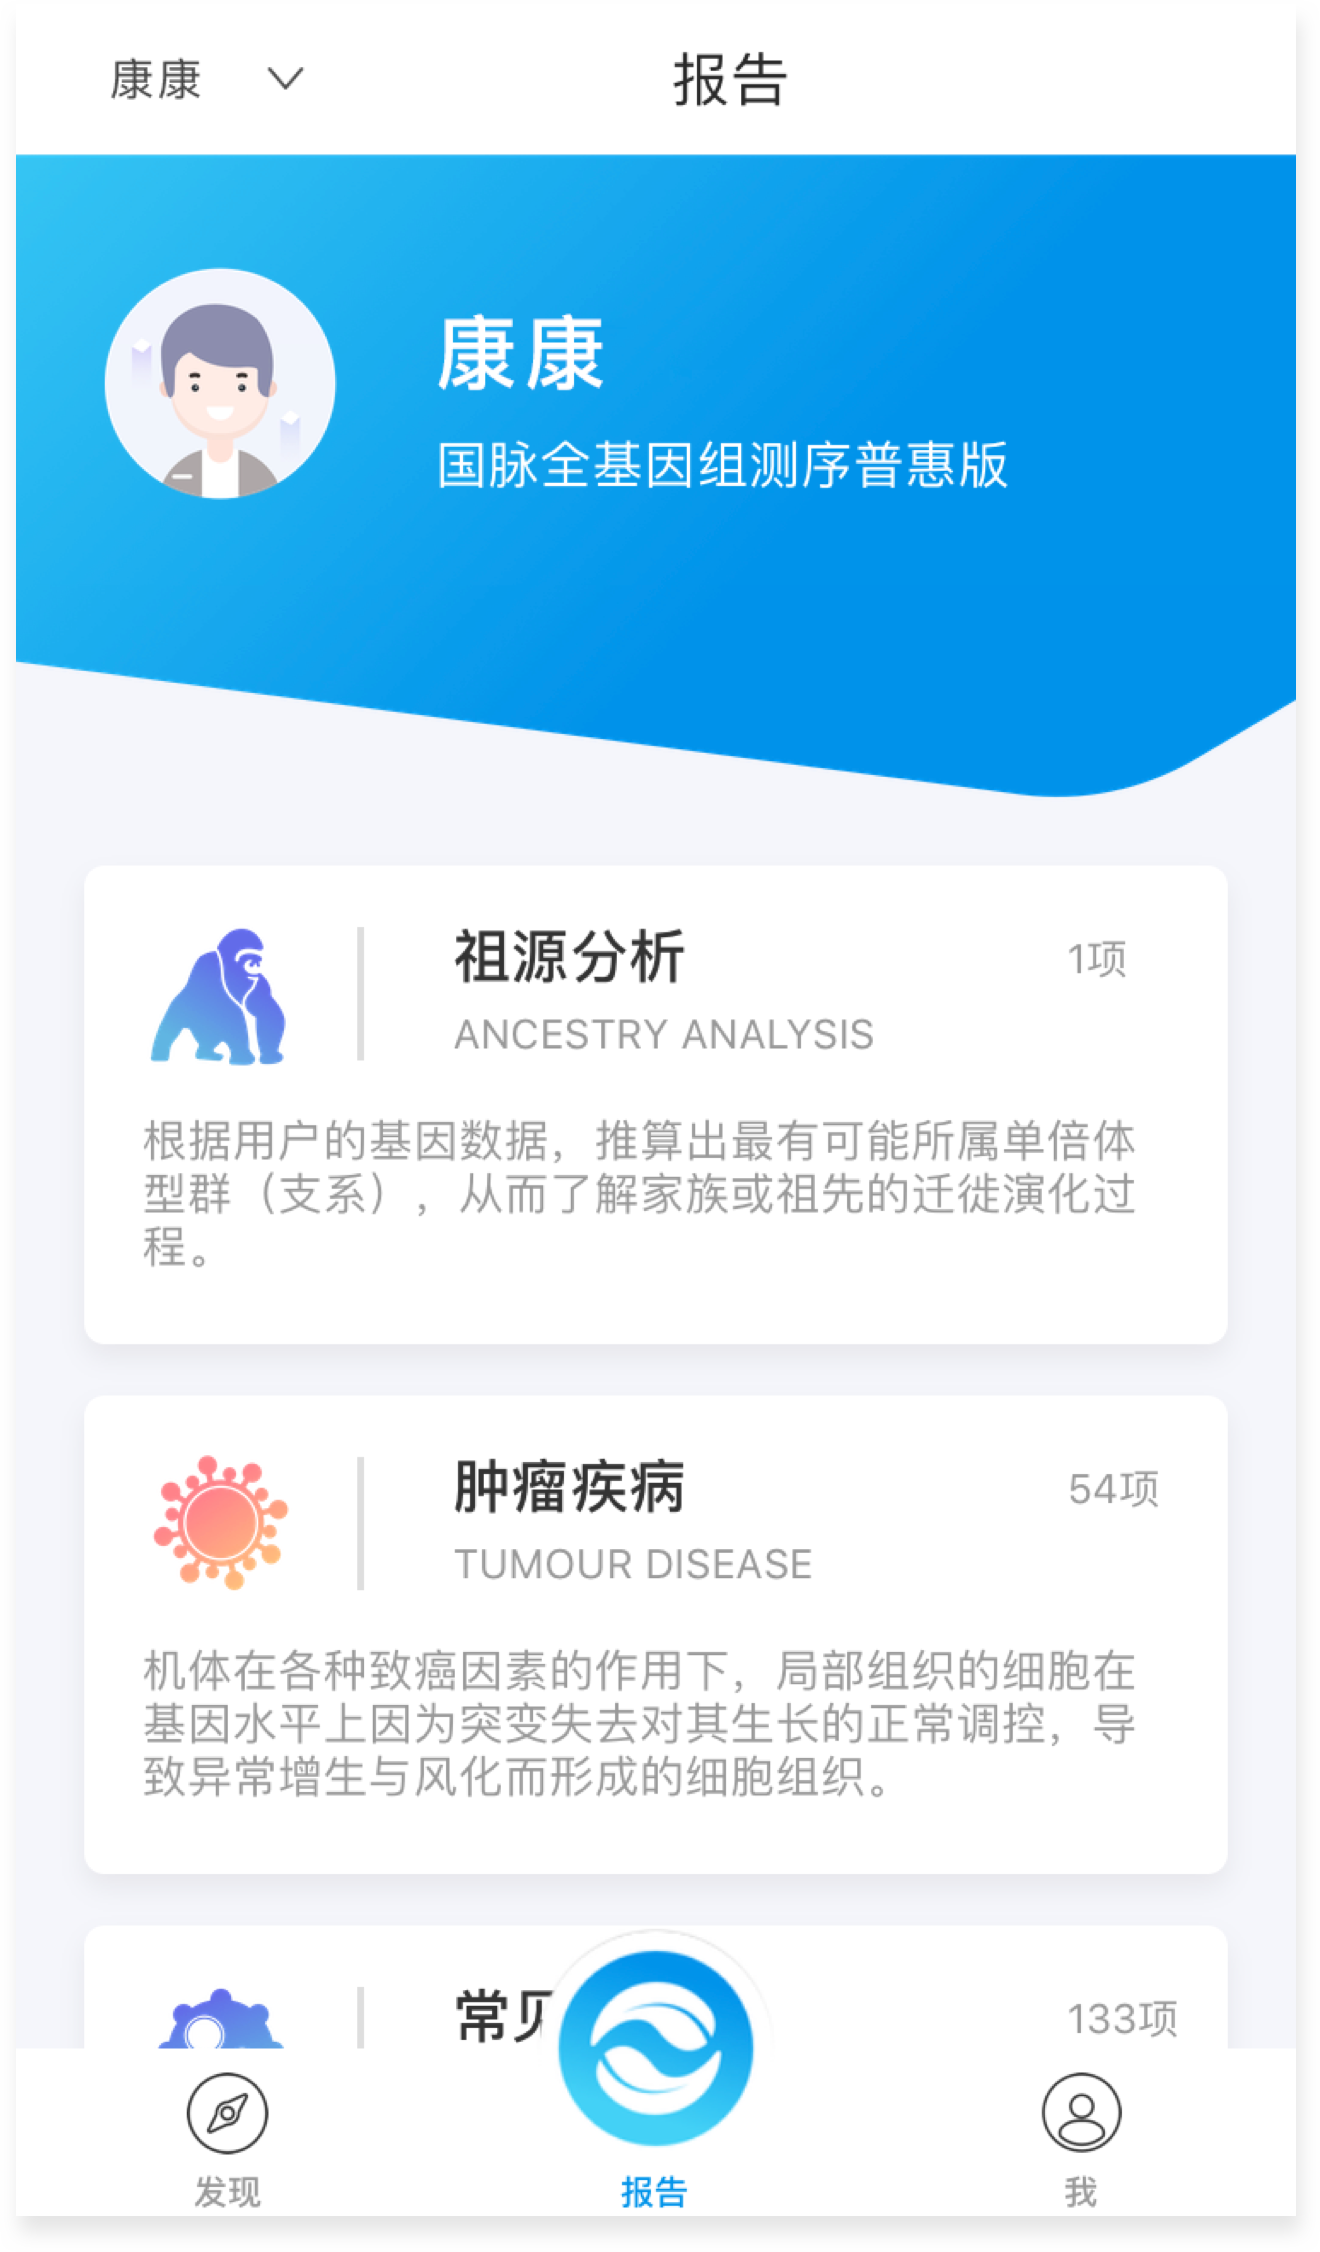 康康
报告
康康
国脉全基因组测序普惠版
祖源分析
1项
ANCESTRY ANALYSIS
根据用户的基因数据，推算出最有可能所属单倍体
型群（支系），从而了解家族或祖先的迁徙演化过
程。
肿瘤疾病
54项
TUMOUR DISEASE
机体在各种致癌因素的作用下，局部组织的细胞在
基因水平上因为突变失去对其生长的正常调控，导
致异常增生与风化而形成的细胞组织。
常见
133项
发现
报告
我